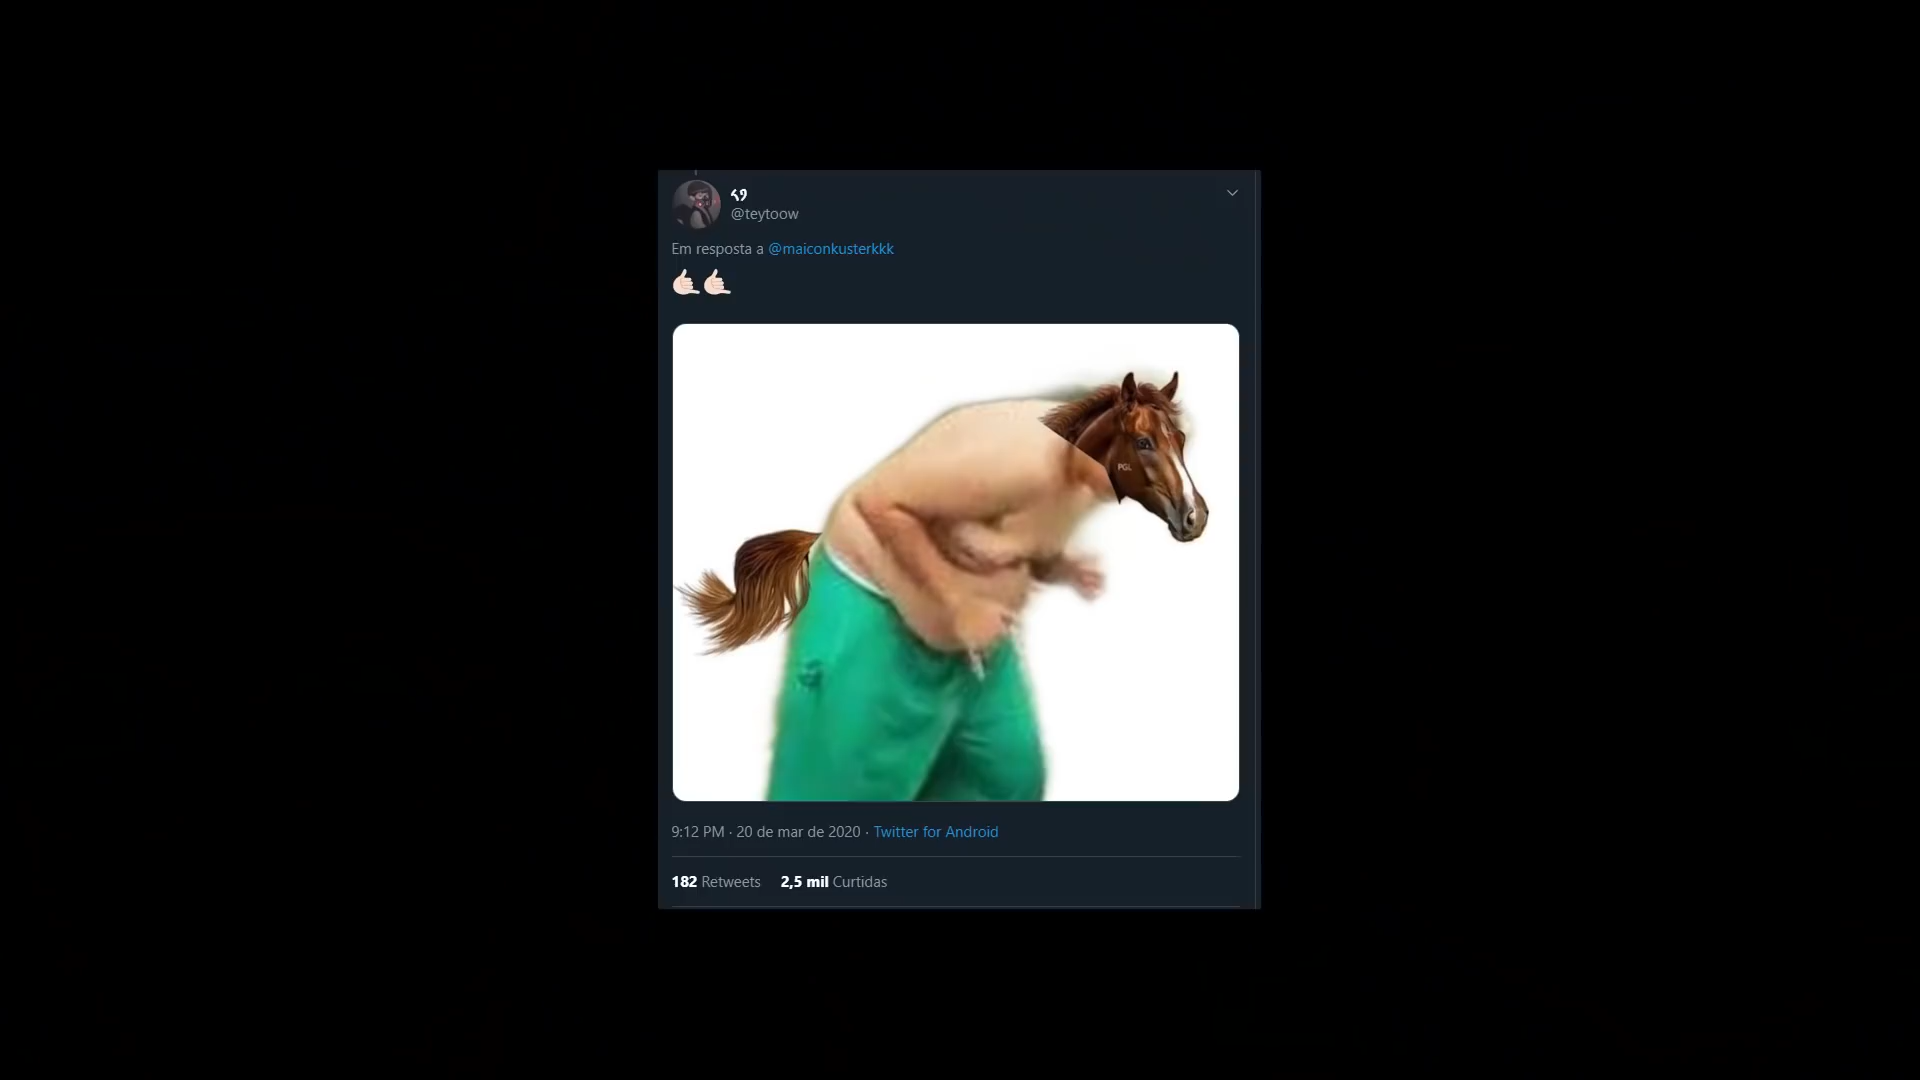 @teytoow
Em resposta a @maiconkusterkkk
🤙🏻🤙🏻
PGL
9:12 PM · 20 de mar de 2020 · Twitter for Android
182 Retweets 2,5 mil Curtidas